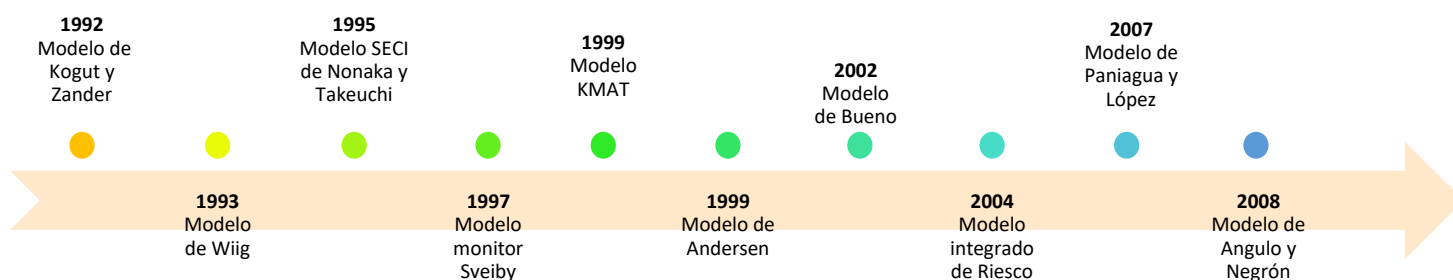 1992
Modelo de
Kogut y
Zander
1993
Modelo
de Wiig
1995
Modelo SECI
de Nonaka y
Takeuchi
1997
Modelo
monitor
Sveiby
1999
Modelo
KMAT
1999
Modelo de
Andersen
2002
Modelo
de Bueno
2004
Modelo
integrado
de Riesco
2007
Modelo de
Paniagua y
López
2008
Modelo de
Angulo y
Negrón